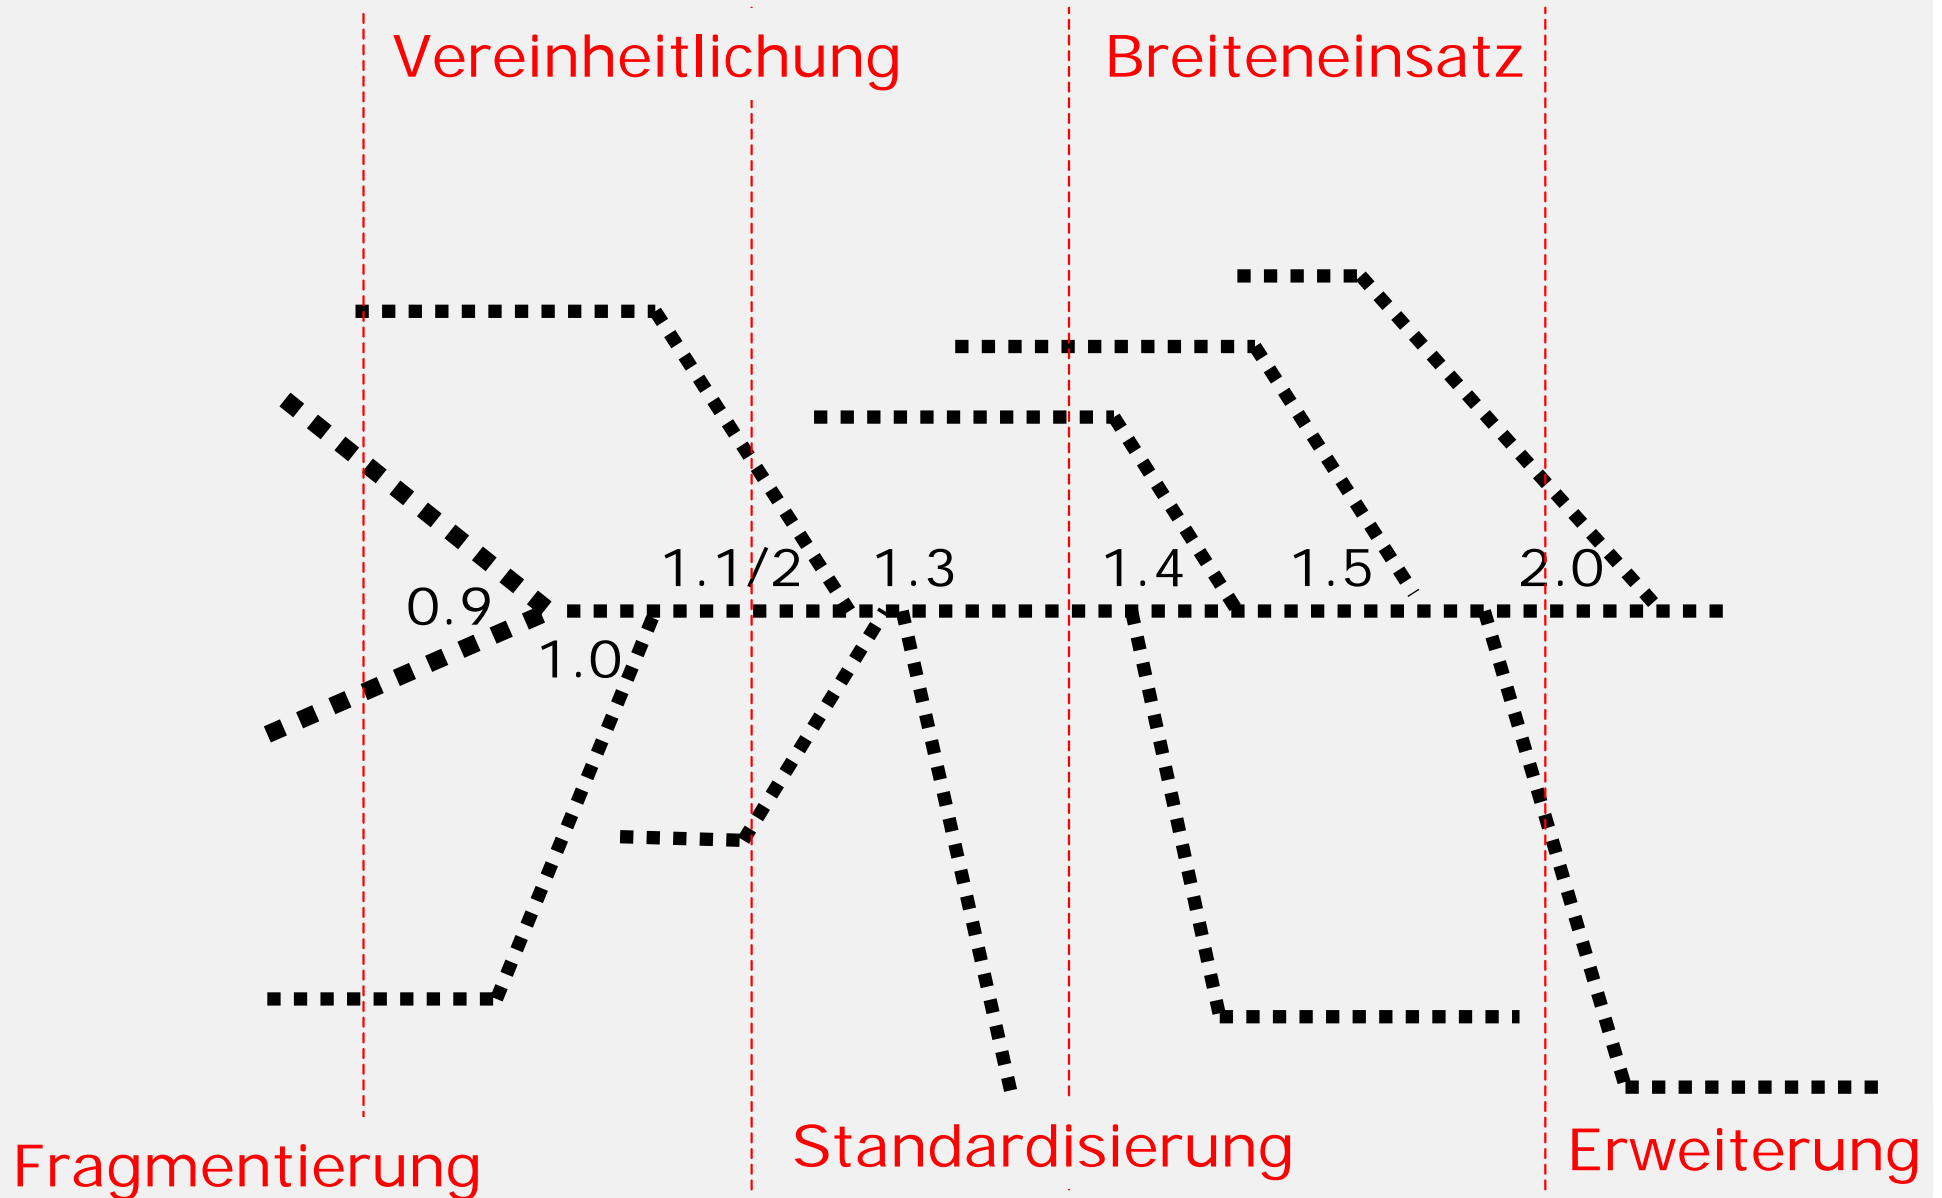 Vereinheitlichung
Breiteneinsatz
1.1/2
1.3
1.4
1.5
2.0
0.9
1.0
Standardisierung
Erweiterung
Fragmentierung